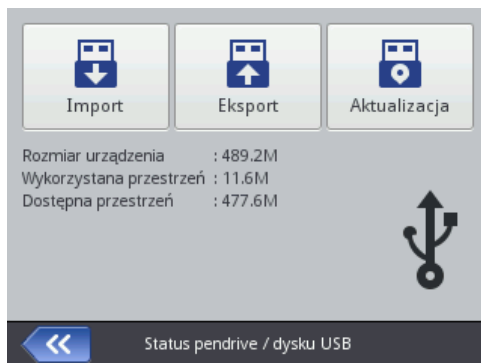 Import
Eksport
Aktualizacja
Rozmiar urządzenia : 489.2M
Wykorzystana przestrzeń : 11.6M
Dostępna przestrzeń : 477.6M
Status pendrive / dysku USB